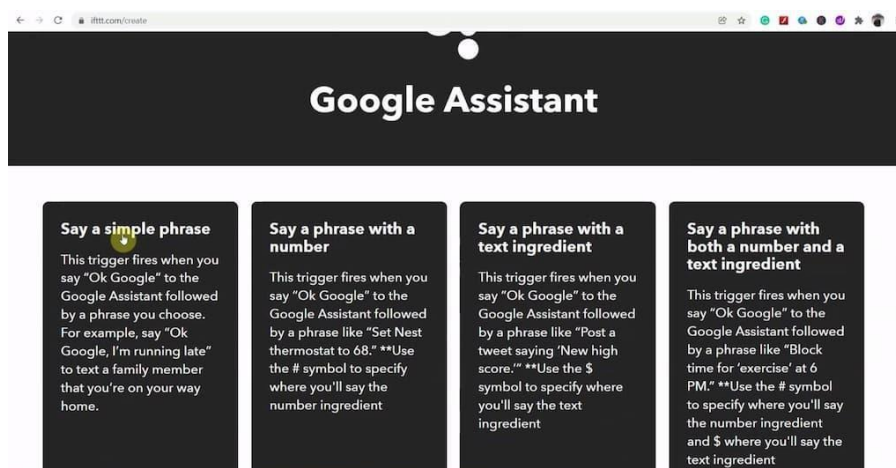 ifttt.com/create
Google Assistant
Say a simple phrase
This trigger fires when you
say “Ok Google” to the
Google Assistant followed
by a phrase you choose.
For example, say “Ok
Google, I’m running late”
to text a family member
that you’re on your way
home.
Say a phrase with a
number
This trigger fires when you
say “Ok Google” to the
Google Assistant followed
by a phrase like “Set Nest
thermostat to 68.” **Use
the # symbol to specify
where you'll say the
number ingredient
Say a phrase with a
text ingredient
This trigger fires when you
say “Ok Google” to the
Google Assistant followed
by a phrase like “Post a
tweet saying ‘New high
score.’” **Use the $
symbol to specify where
you'll say the text
ingredient
Say a phrase with
both a number and a
text ingredient
This trigger fires when you
say “Ok Google” to the
Google Assistant followed
by a phrase like “Block
time for ‘exercise’ at 6
PM.” **Use the # symbol
to specify where you'll say
the number ingredient
and $ where you'll say the
text ingredient